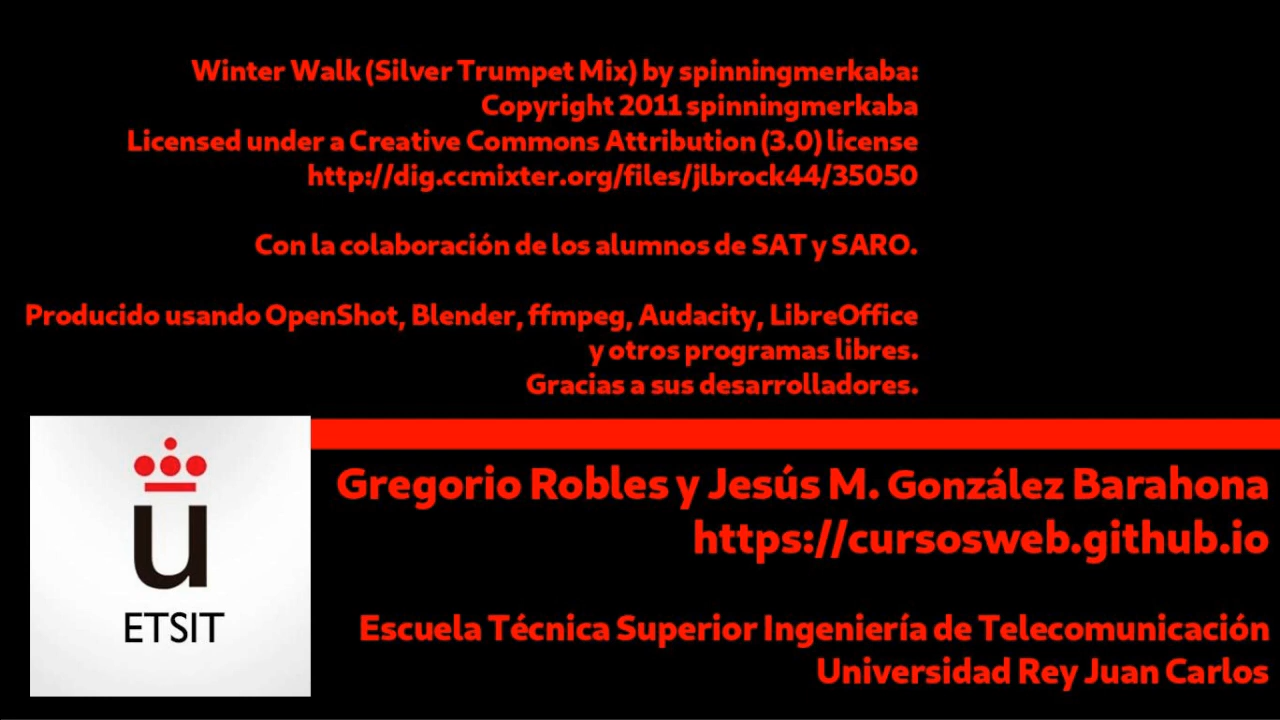 Winter Walk (Silver Trumpet Mix) by spinningmerkaba:
Copyright 2011 spinningmerkaba
Licensed under a Creative Commons Attribution (3.0) license
http://dig.ccmixter.org/files/jlbrock44/35050
Con la colaboración de los alumnos de SAT y SARO.
Producido usando OpenShot, Blender, ffmpeg, Audacity, LibreOffice
y otros programas libres.
Gracias a sus desarrolladores.
u
ETSIT
Gregorio Robles y Jesús M. González Barahona
https://cursosweb.github.io
Escuela Técnica Superior Ingeniería de Telecomunicación
Universidad Rey Juan Carlos